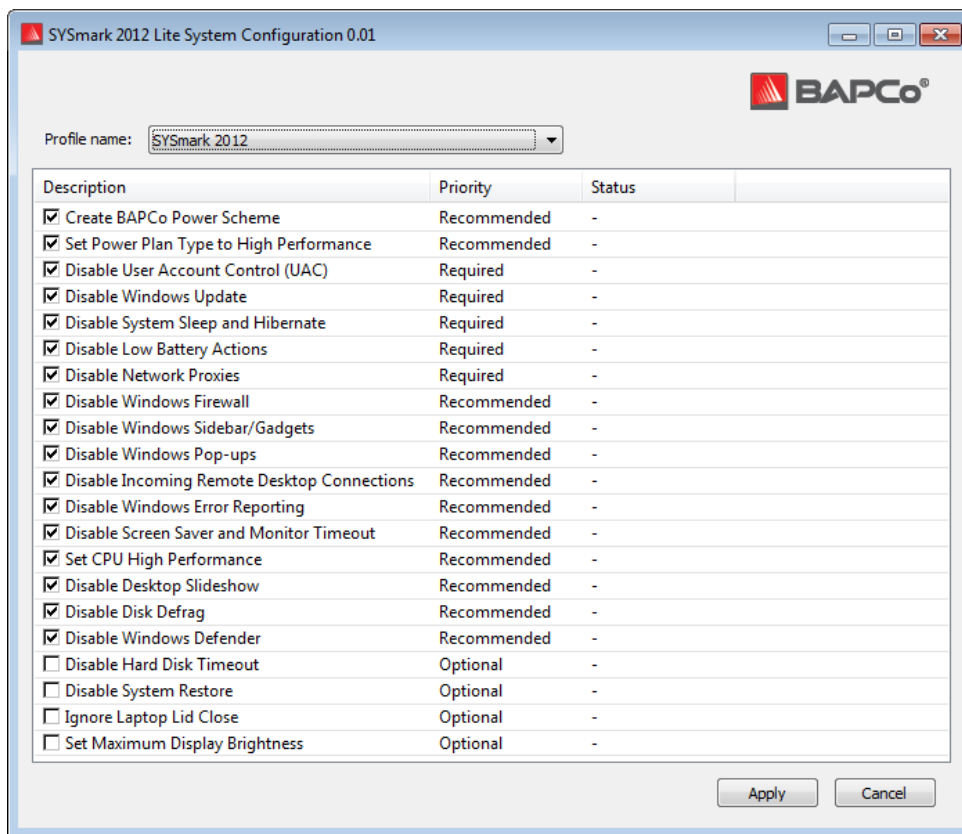 SYSmark 2012 Lite System Configuration 0.01
BAPCo®
Profile name: SYSmark 2012
Description Priority Status
Create BAPCo Power Scheme Recommended -
Set Power Plan Type to High Performance Recommended -
Disable User Account Control (UAC) Required -
Disable Windows Update Required -
Disable System Sleep and Hibernate Required -
Disable Low Battery Actions Required -
Disable Network Proxies Required -
Disable Windows Firewall Recommended -
Disable Windows Sidebar/Gadgets Recommended -
Disable Windows Pop-ups Recommended -
Disable Incoming Remote Desktop Connections Recommended -
Disable Windows Error Reporting Recommended -
Disable Screen Saver and Monitor Timeout Recommended -
Set CPU High Performance Recommended -
Disable Desktop Slideshow Recommended -
Disable Disk Defrag Recommended -
Disable Windows Defender Recommended -
Disable Hard Disk Timeout Optional -
Disable System Restore Optional -
Ignore Laptop Lid Close Optional -
Set Maximum Display Brightness Optional -
Apply Cancel